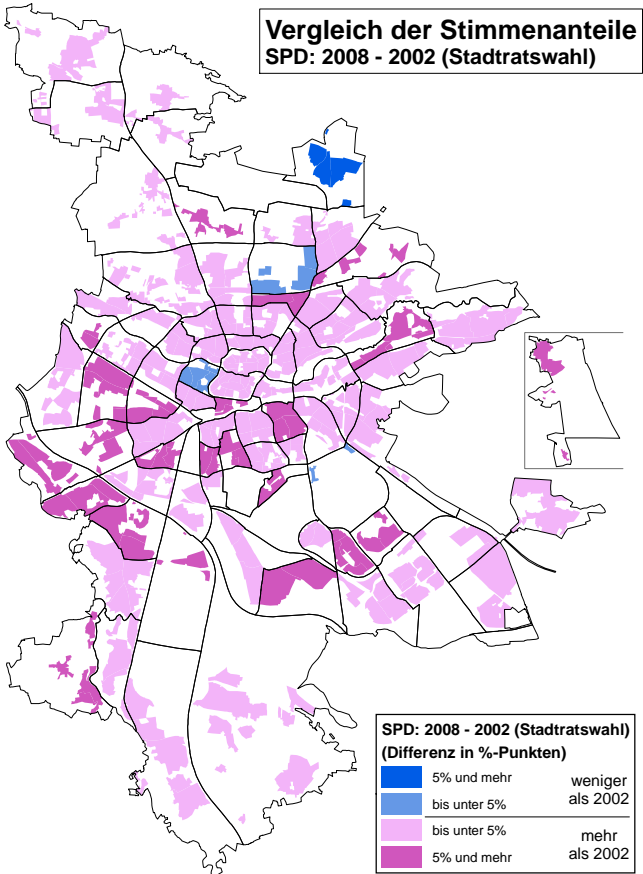 Vergleich der Stimmenanteile
SPD: 2008 - 2002 (Stadtratswahl)
SPD: 2008 - 2002 (Stadtratswahl)
(Differenz in %-Punkten)
5% und mehr
bis unter 5%
weniger
als 2002
bis unter 5%
5% und mehr
mehr
als 2002